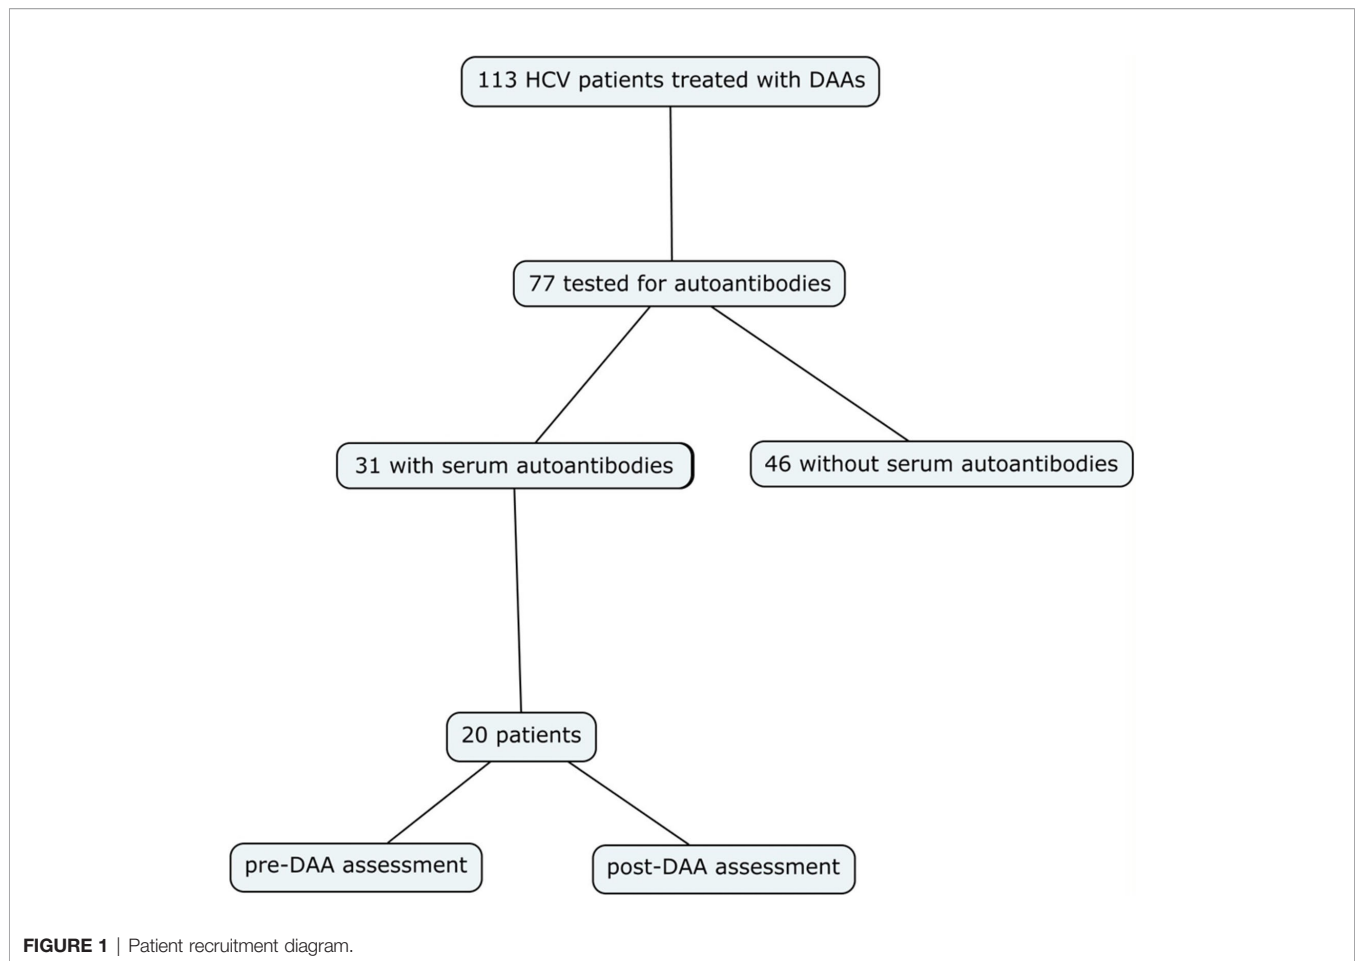 113 HCV patients treated with DAAs
77 tested for autoantibodies
31 with serum autoantibodies
46 without serum autoantibodies
20 patients
pre-DAA assessment
post-DAA assessment
FIGURE 1 | Patient recruitment diagram.